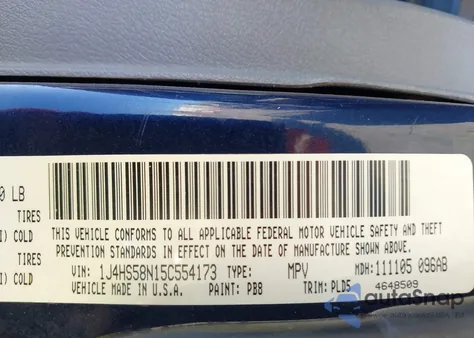 0 LB
TIRES
I) COLD
TIRES
I) COLD
THIS VEHICLE CONFORMS TO ALL APPLICABLE FEDERAL MOTOR VEHICLE SAFETY AND THEFT
PREVENTION STANDARDS IN EFFECT ON THE DATE OF MANUFACTURE SHOWN ABOVE.
VIN: 1J4HS58N15C554173 TYPE: MPV MDH: 111105 096AB
VEHICLE MADE IN U.S.A. PAINT: PB8 TRIM: PLD5 4648509
autoSnap